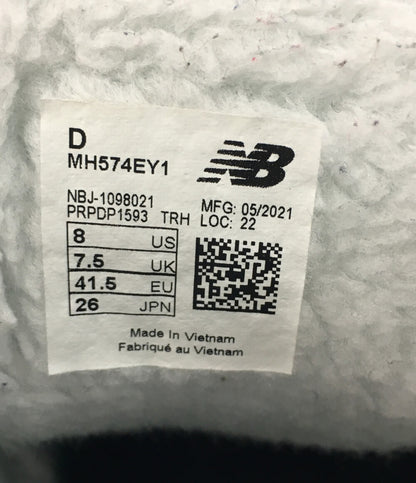 D
MH574EY1
NB
NBJ-1098021
PRPDP1593 TRH
MFG: 05/2021
LOC: 22
8 US
7.5 UK
41.5 EU
26 JPN
Made In Vietnam
Fabriqué au Vietnam